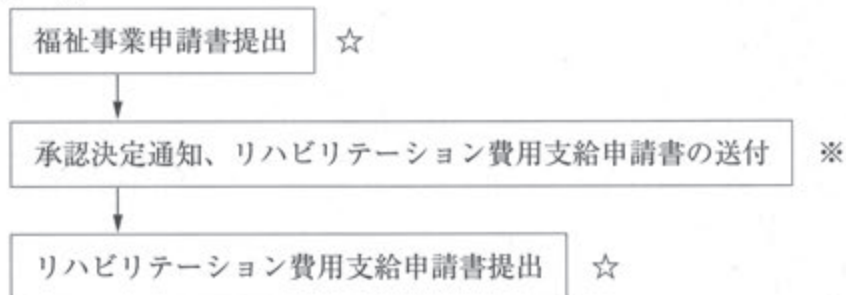 福祉事業申請書提出 ☆
承認決定通知、リハビリテーション費用支給申請書の送付 ※
リハビリテーション費用支給申請書提出 ☆